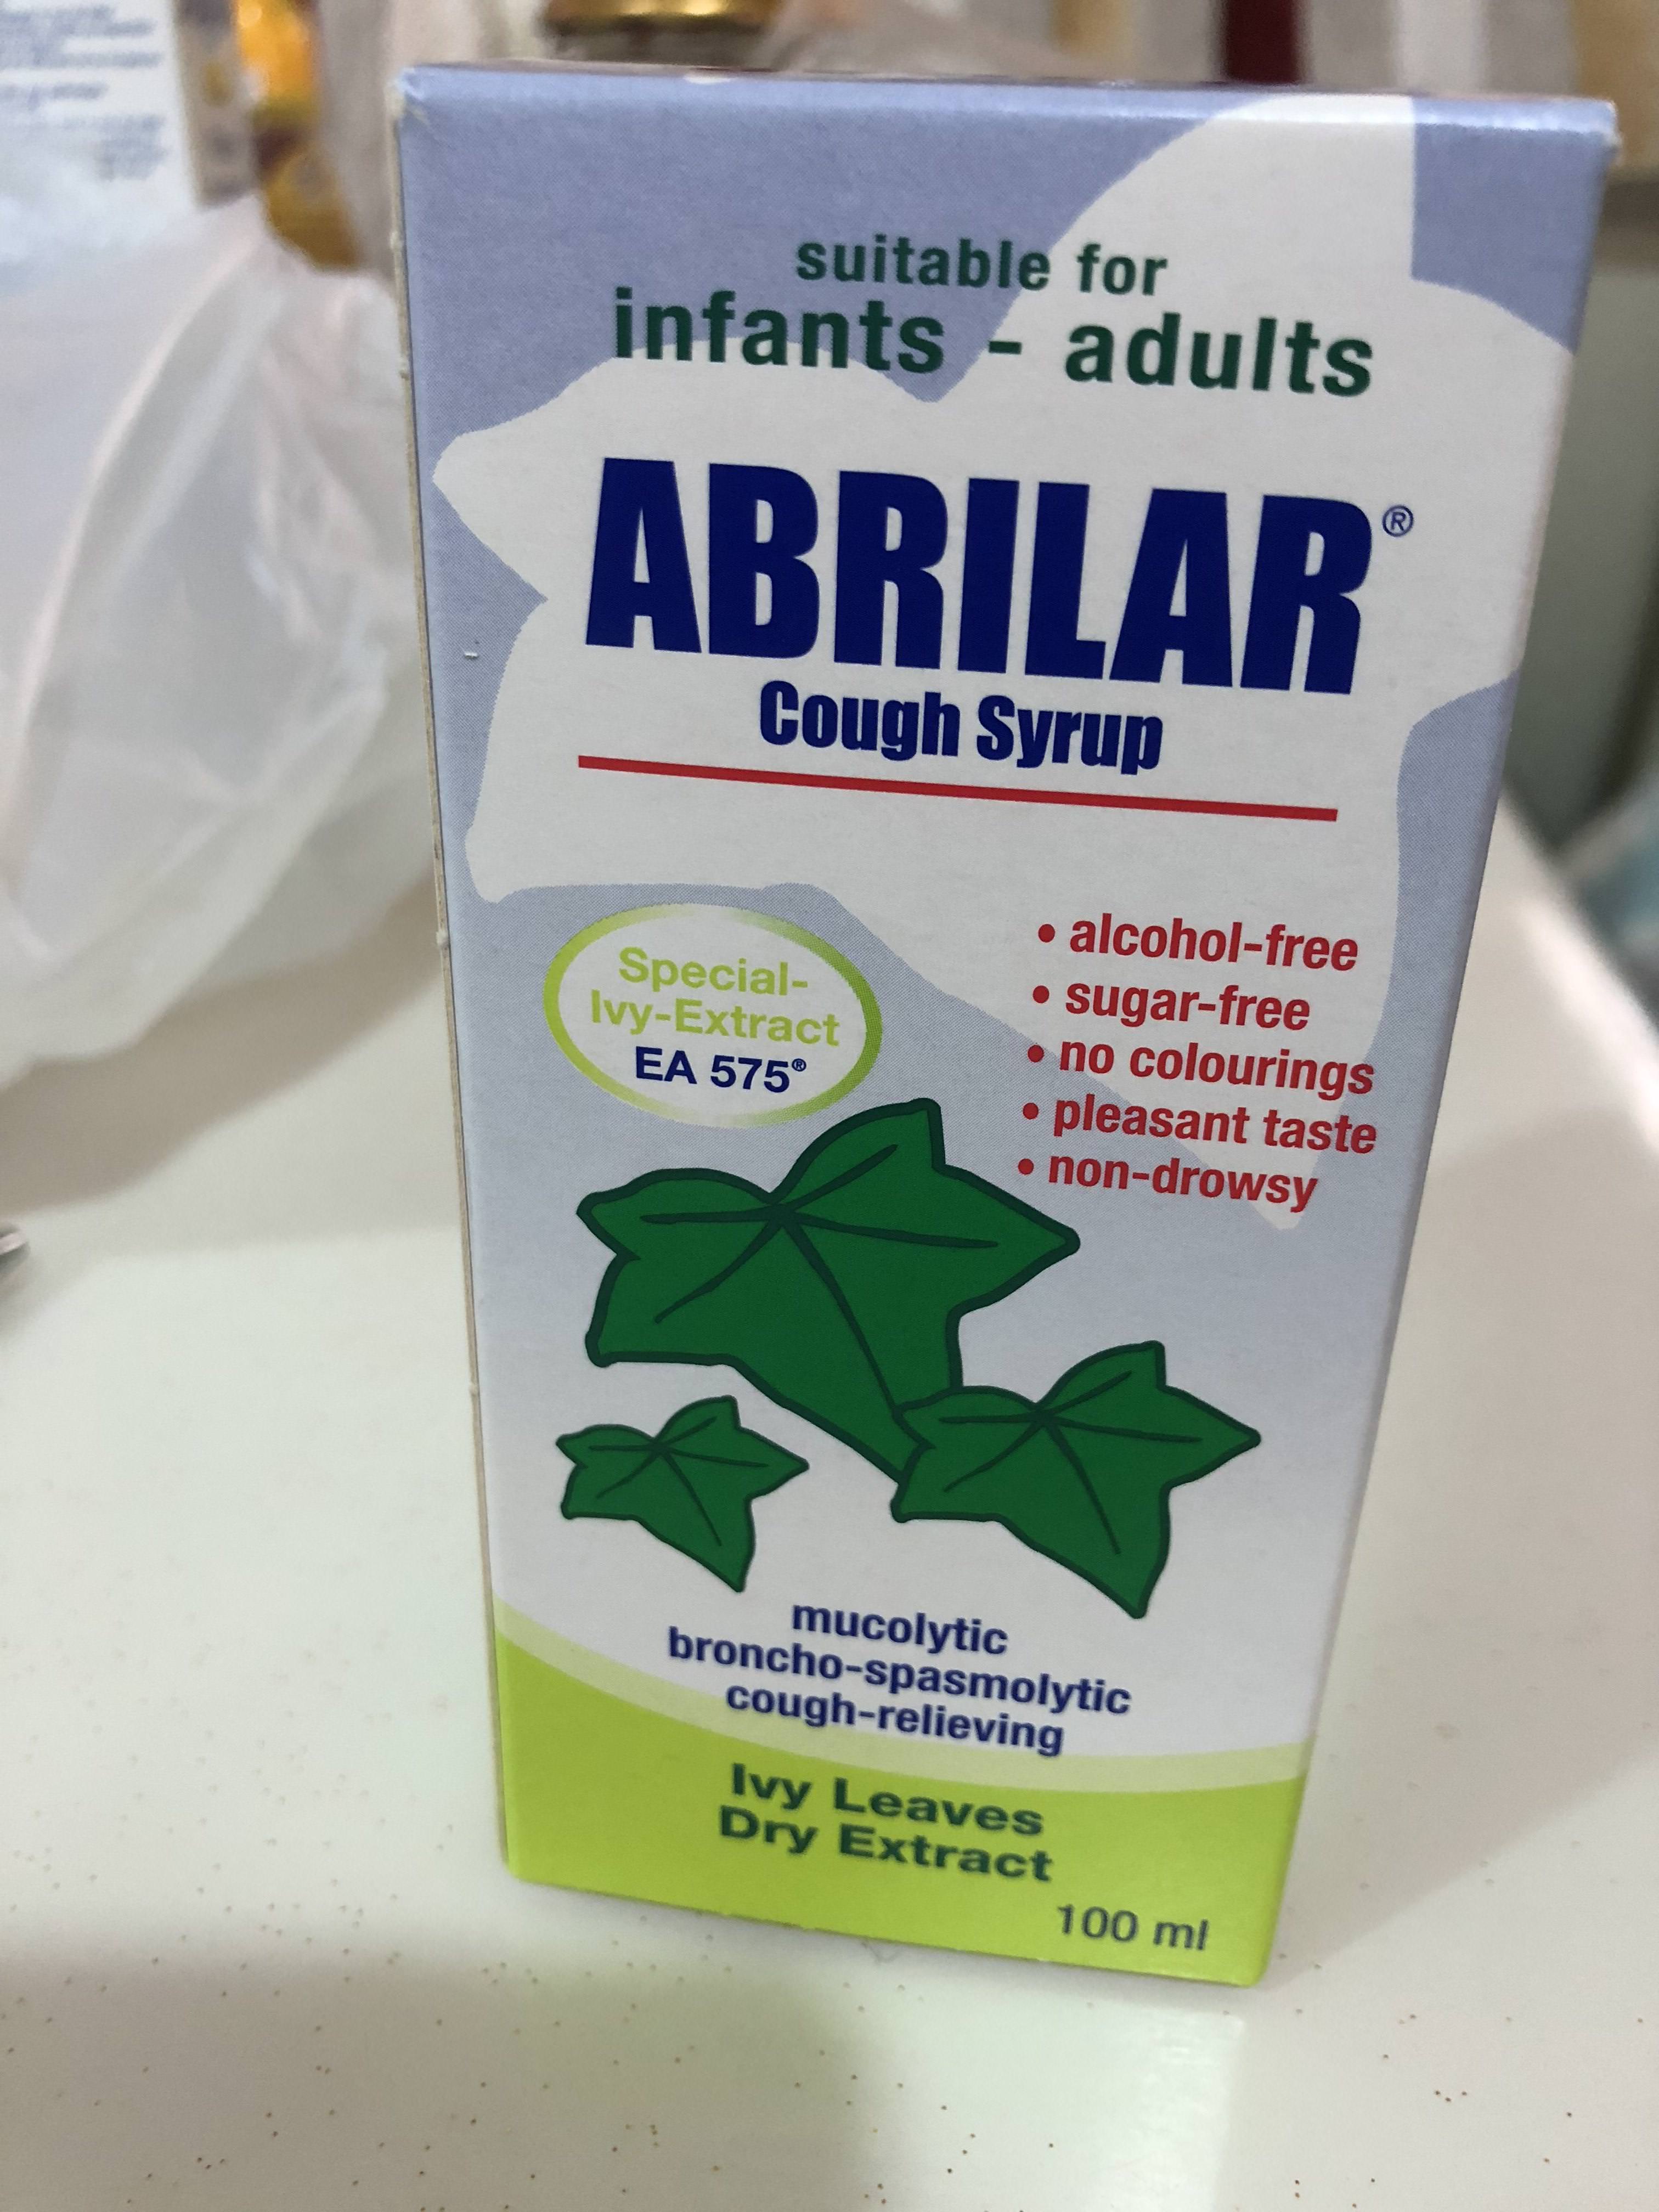 suitable for
infants - adults
ABRILAR®
Cough Syrup
Special-
Ivy-Extract
EA 575®
• alcohol-free
• sugar-free
• no colourings
• pleasant taste
• non-drowsy
mucolytic
broncho-spasmolytic
cough-relieving
Ivy Leaves
Dry Extract
100 ml